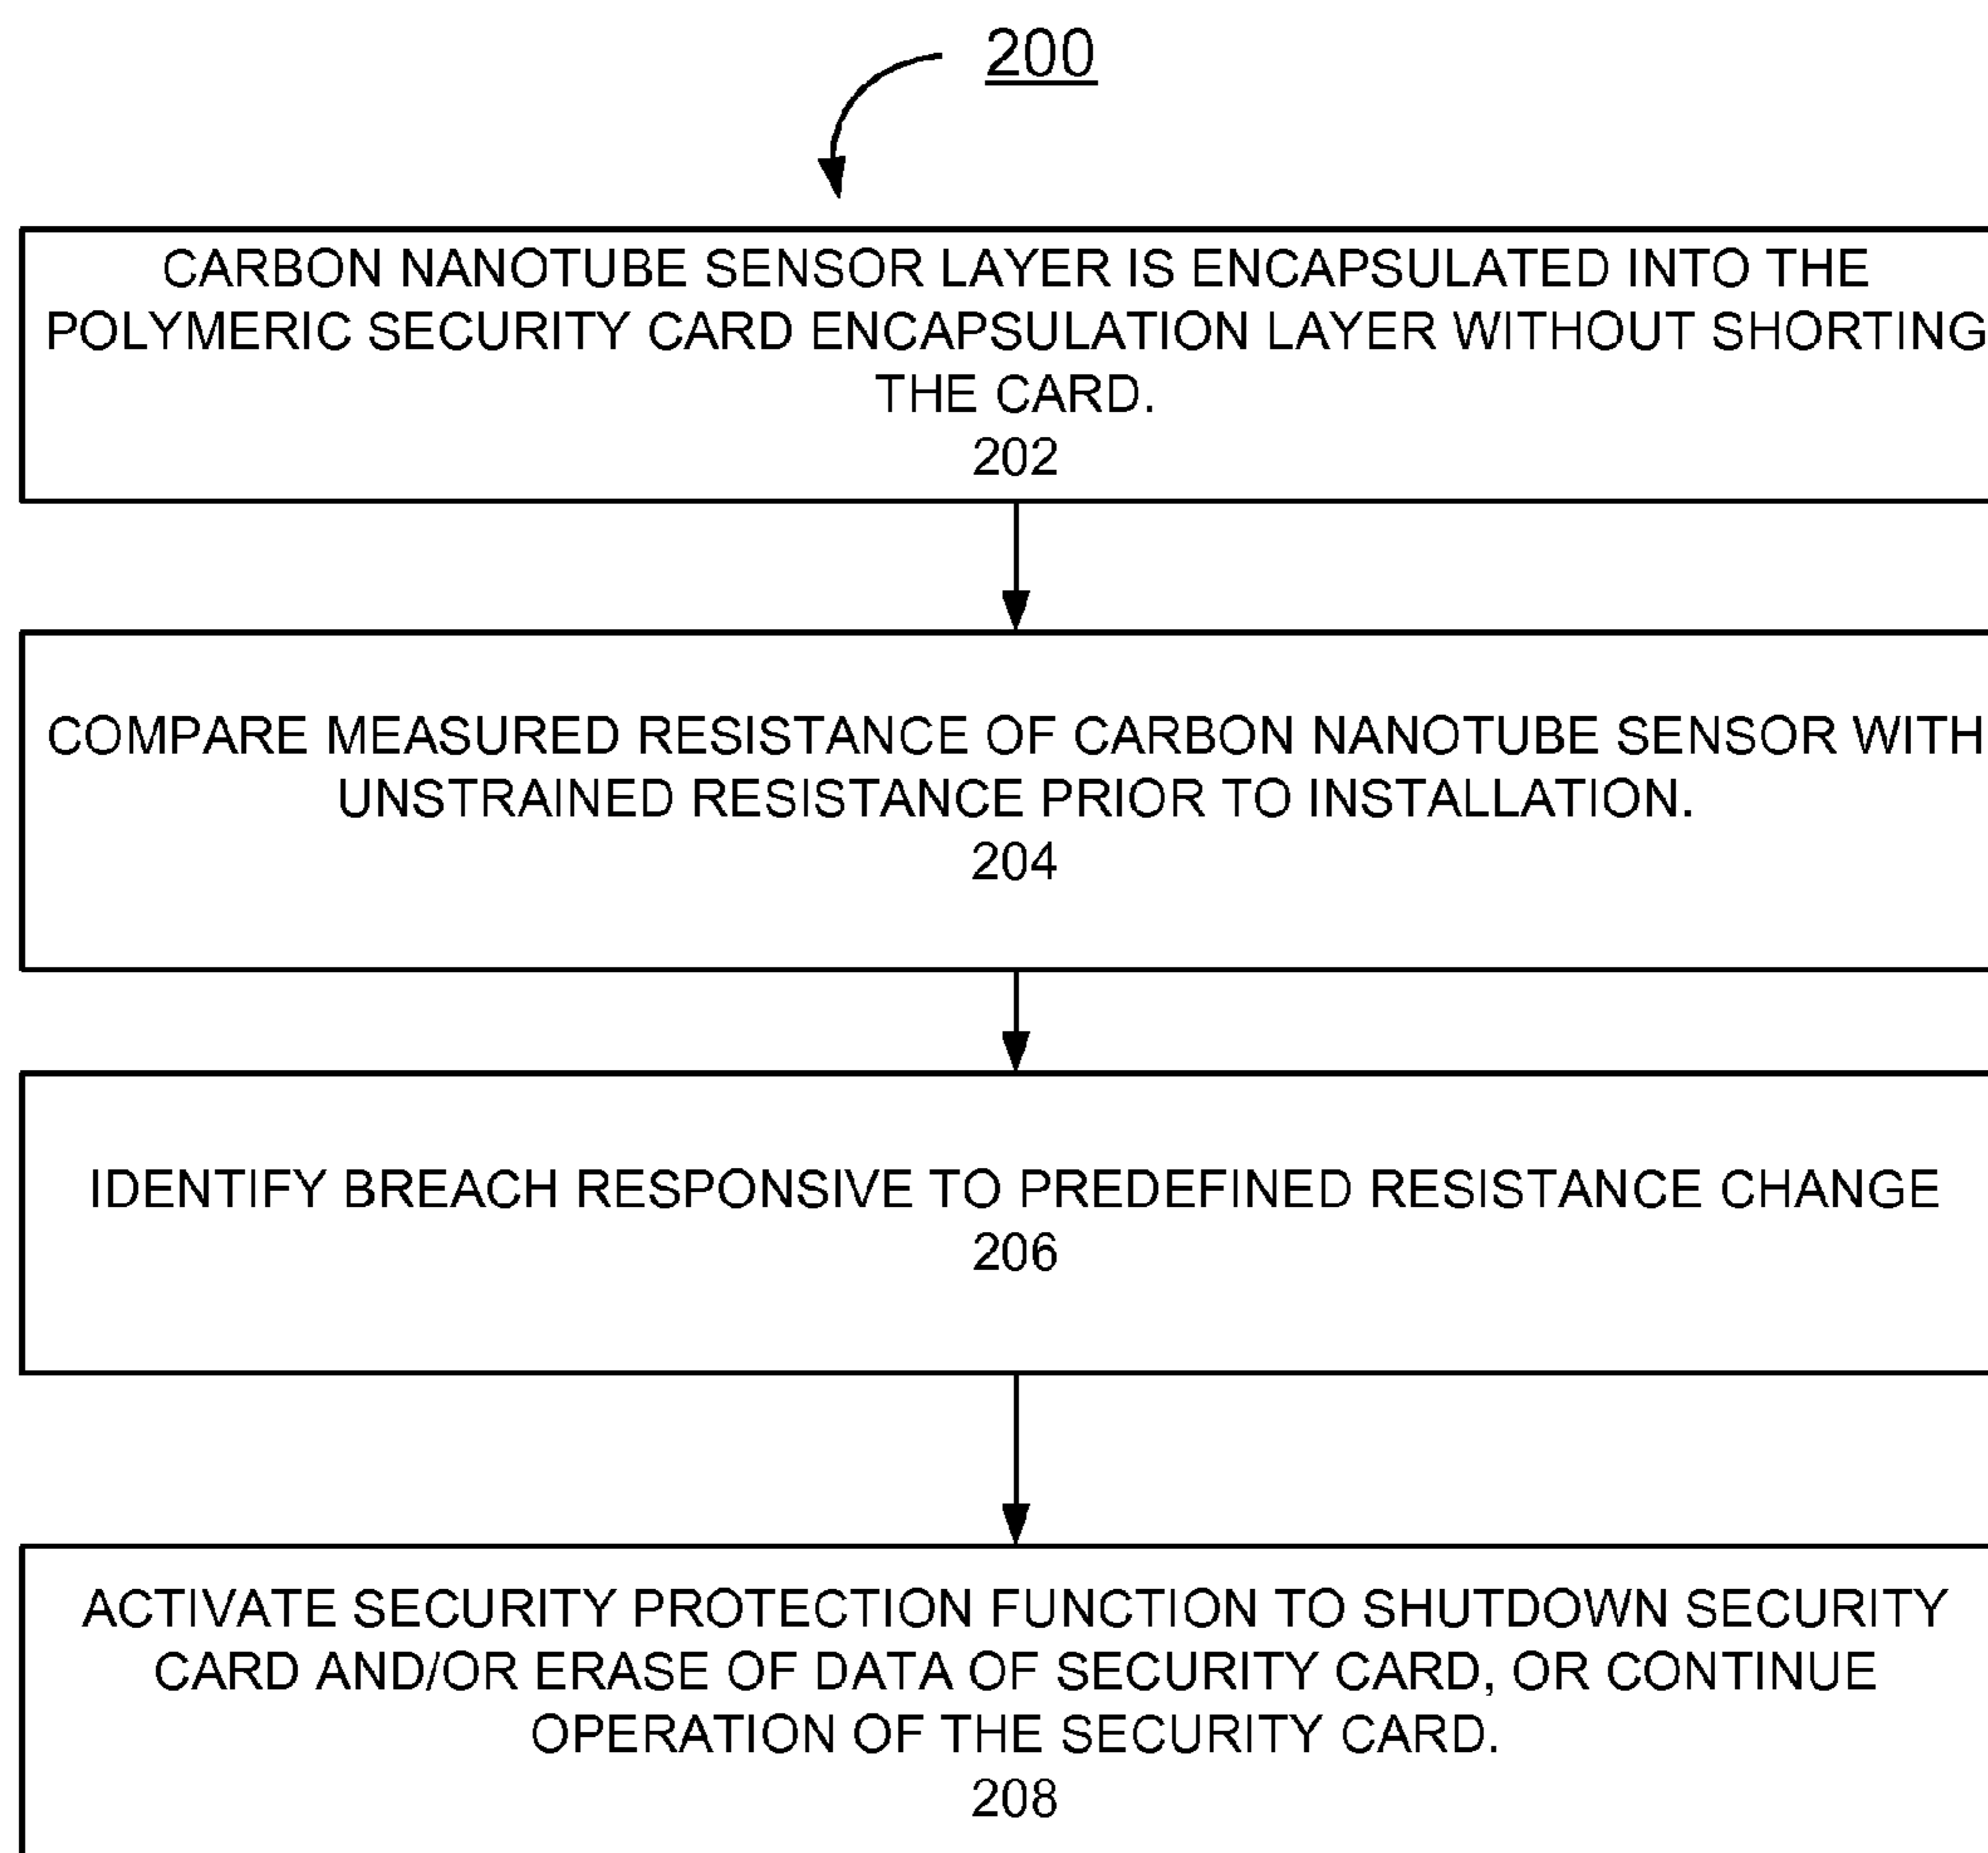 200
CARBON NANOTUBE SENSOR LAYER IS ENCAPSULATED INTO THE
POLYMERIC SECURITY CARD ENCAPSULATION LAYER WITHOUT SHORTING
THE CARD.
202
COMPARE MEASURED RESISTANCE OF CARBON NANOTUBE SENSOR WITH
UNSTRAINED RESISTANCE PRIOR TO INSTALLATION.
204
IDENTIFY BREACH RESPONSIVE TO PREDEFINED RESISTANCE CHANGE
206
ACTIVATE SECURITY PROTECTION FUNCTION TO SHUTDOWN SECURITY
CARD AND/OR ERASE OF DATA OF SECURITY CARD, OR CONTINUE
OPERATION OF THE SECURITY CARD.
208